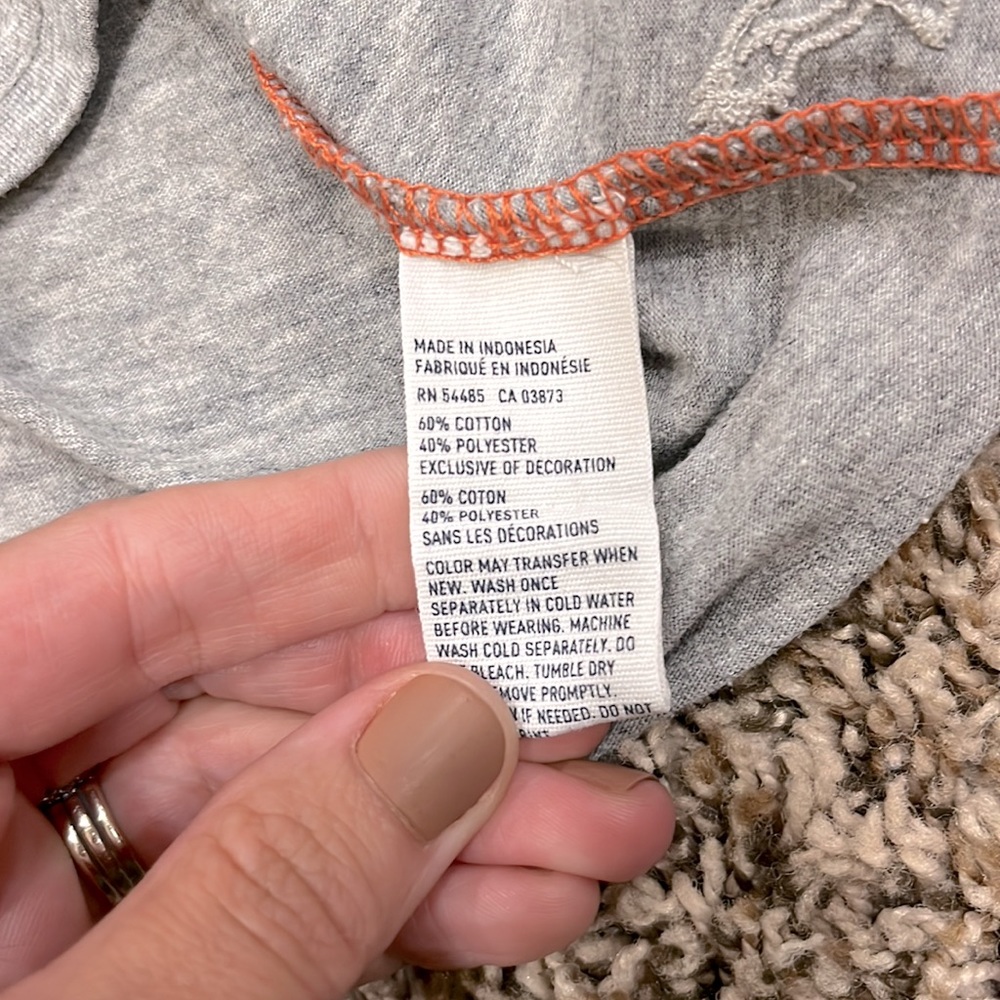 MADE IN INDONESIA
FABRIQUÉ EN INDONÉSIE
RN 54485 CA 03873
60% COTTON
40% POLYESTER
EXCLUSIVE OF DECORATION
60% COTON
40% POLYESTER
SANS LES DÉCORATIONS
COLOR MAY TRANSFER WHEN
NEW. WASH ONCE
SEPARATELY IN COLD WATER
BEFORE WEARING. MACHINE
WASH COLD SEPARATELY. DO
BLEACH. TUMBLE DRY
MOVE PROMPTLY.
IF NEEDED. DO NOT